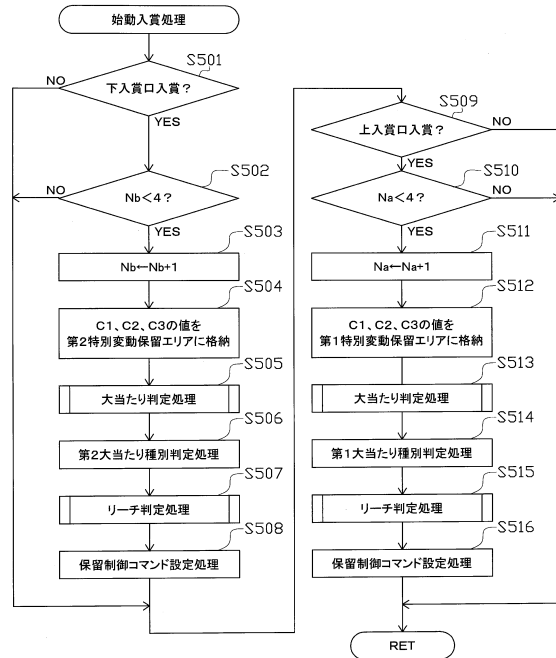 始動入賞処理
S501
NO
下入賞口入賞？
YES
S502
NO
Nb＜4？
YES
S503
Nb←Nb+1
S504
C1、C2、C3の値を
第2特別変動保留エリアに格納
S505
大当たり判定処理
S506
第2大当たり種別判定処理
S507
リーチ判定処理
S508
保留制御コマンド設定処理
S509
上入賞口入賞？
NO
YES
S510
Na＜4？
NO
YES
S511
Na←Na+1
S512
C1、C2、C3の値を
第1特別変動保留エリアに格納
S513
大当たり判定処理
S514
第1大当たり種別判定処理
S515
リーチ判定処理
S516
保留制御コマンド設定処理
RET